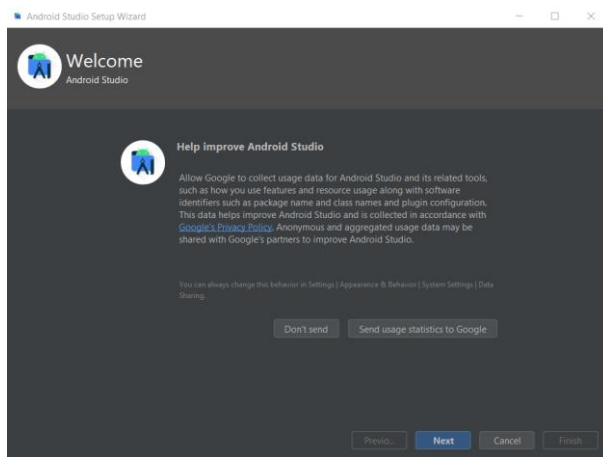 Android Studio Setup Wizard
Welcome
Android Studio
Help improve Android Studio
Allow Google to collect usage data for Android Studio and its related tools,
such as how you use features and resource usage along with software
identifiers such as package name and class names and plugin configuration.
This data helps improve Android Studio and is collected in accordance with
Google's Privacy Policy. Anonymous and aggregated usage data may be
shared with Google's partners to improve Android Studio.
You can always change this behavior in Settings | Appearance & Behavior | System Settings | Data
Sharing.
Don't send Send usage statistics to Google
Previo... Next Cancel Finish